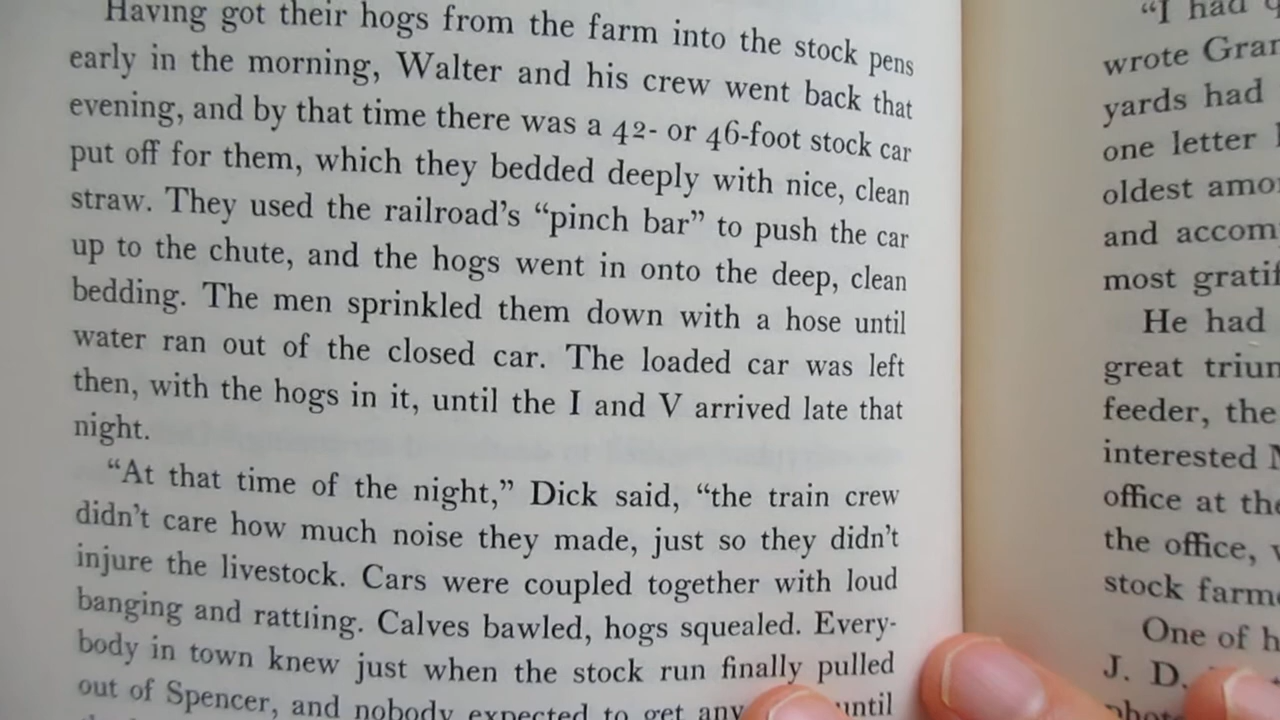 Having got their hogs from the farm into the stock pens
early in the morning, Walter and his crew went back that
evening, and by that time there was a 42- or 46-foot stock car
put off for them, which they bedded deeply with nice, clean
straw. They used the railroad's “pinch bar” to push the car
up to the chute, and the hogs went in onto the deep, clean
bedding. The men sprinkled them down with a hose until
water ran out of the closed car. The loaded car was left
then, with the hogs in it, until the I and V arrived late that
night.
“At that time of the night,” Dick said, “the train crew
didn't care how much noise they made, just so they didn't
injure the livestock. Cars were coupled together with loud
banging and rattling. Calves bawled, hogs squealed. Every-
body in town knew just when the stock run finally pulled
out of Spencer, and nobody expected to get any until
“I had
wrote
yards had
one letter
oldest
and
most
He had
great
feeder, the
interested
office at the
the office,
stock
One of
J. D.